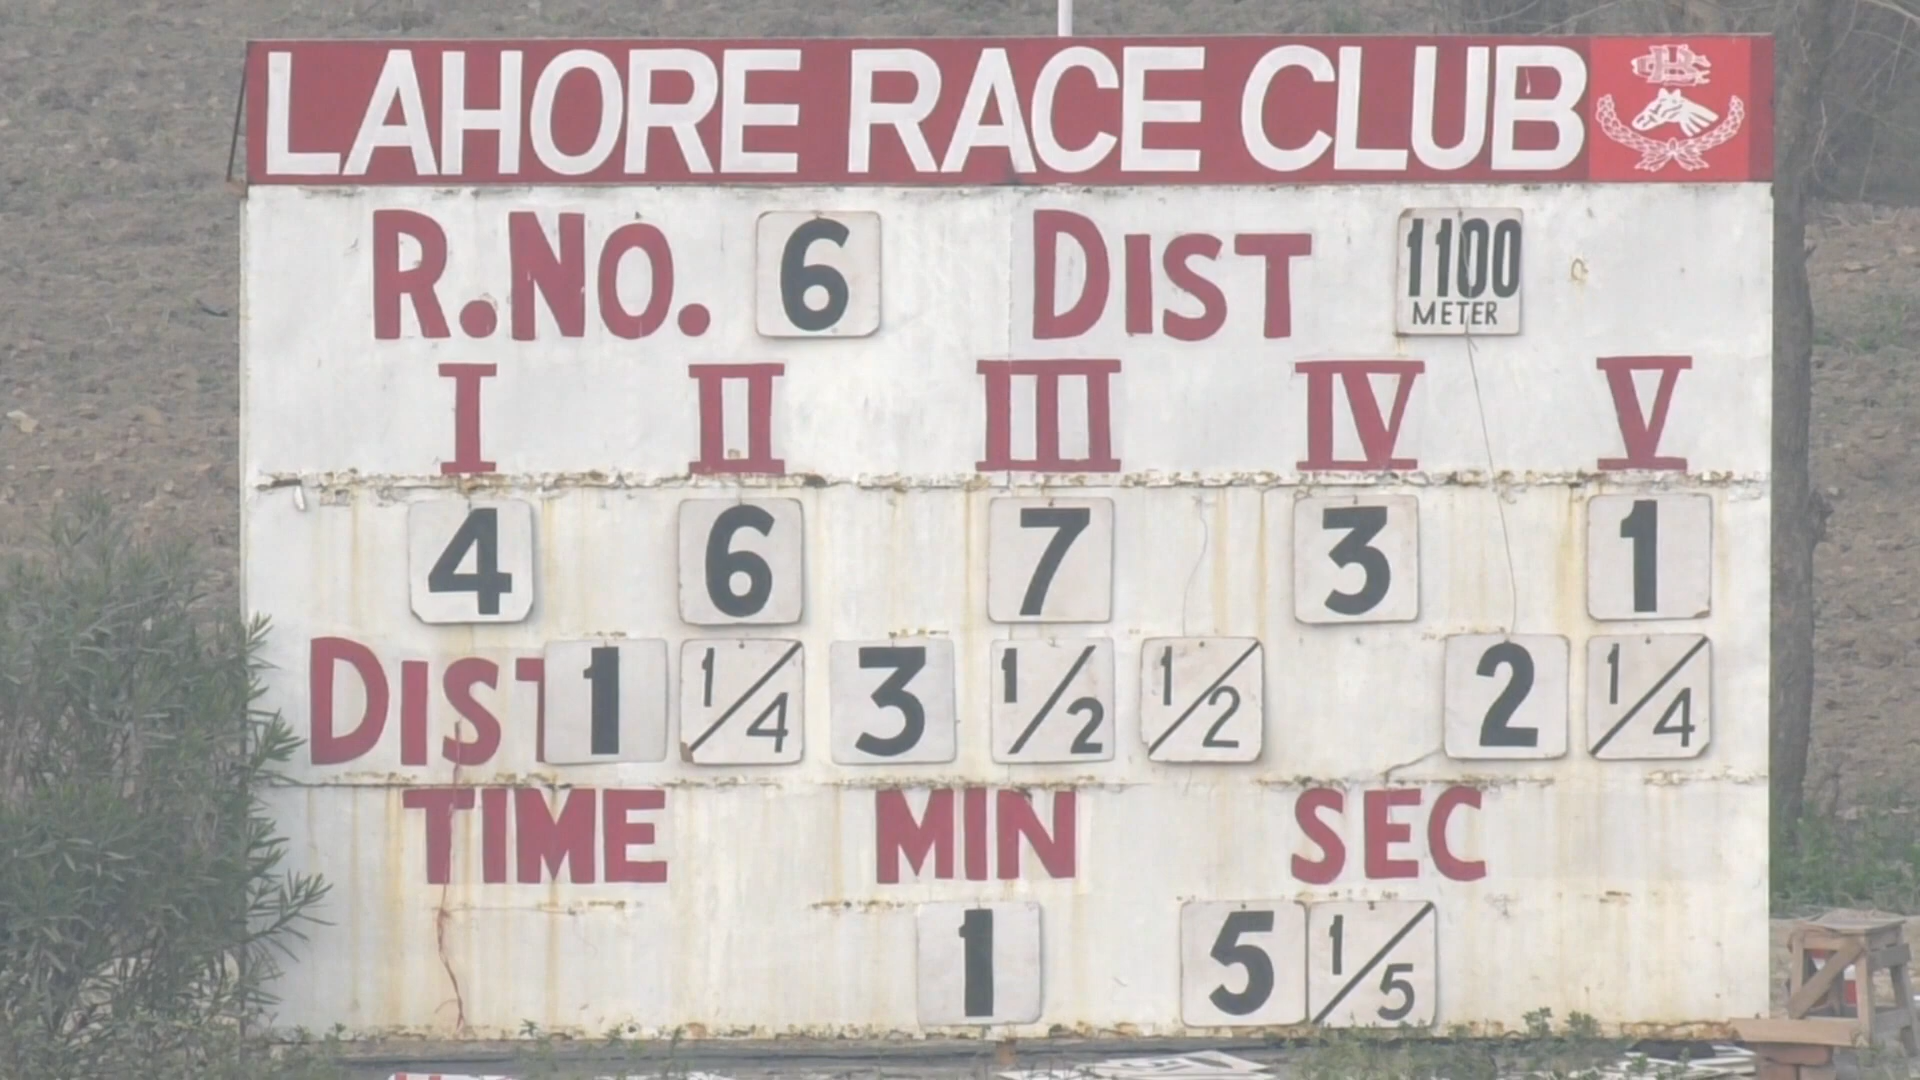 LAHORE RACE CLUB
R.NO. 6 DIST 1100 METER
I II III IV V
4 6 7 3 1
DIST 1 1/4 3 1/2 1/2 2 1/4
TIME MIN SEC
1 5 1/5